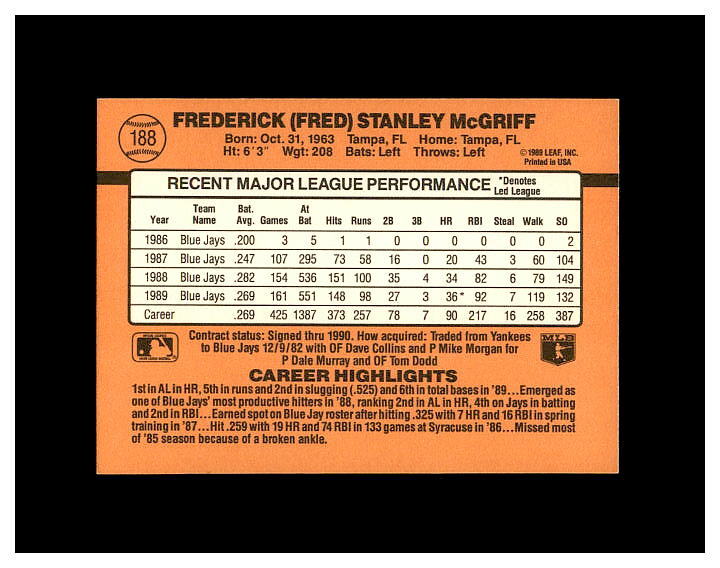 188
FREDERICK (FRED) STANLEY McGRIFF
Born: Oct. 31, 1963 Tampa, FL Home: Tampa, FL
Ht: 6'3" Wgt: 208 Bats: Left Throws: Left
©1989 LEAF, INC.
Printed in USA
RECENT MAJOR LEAGUE PERFORMANCE *Denotes Led League
Year Team Name Bat. Avg. Games At Bat Hits Runs 2B 3B HR RBI Steal Walk SO
1986 Blue Jays .200 3 5 1 1 0 0 0 0 0 0 2
1987 Blue Jays .247 107 295 73 58 16 0 20 43 3 60 104
1988 Blue Jays .282 154 536 151 100 35 4 34 82 6 79 149
1989 Blue Jays .269 161 551 148 98 27 3 36* 92 7 119 132
Career .269 425 1387 373 257 78 7 90 217 16 258 387
Contract status: Signed thru 1990. How acquired: Traded from Yankees
to Blue Jays 12/9/82 with OF Dave Collins and P Mike Morgan for
P Dale Murray and OF Tom Dodd
MLB
CAREER HIGHLIGHTS
1st in AL in HR, 5th in runs and 2nd in slugging (.525) and 6th in total bases in '89...Emerged as
one of Blue Jays' most productive hitters in '88, ranking 2nd in AL in HR, 4th on Jays in batting
and 2nd in RBI...Earned spot on Blue Jay roster after hitting .325 with 7 HR and 16 RBI in spring
training in '87...Hit .259 with 19 HR and 74 RBI in 133 games at Syracuse in '86...Missed most
of '85 season because of a broken ankle.